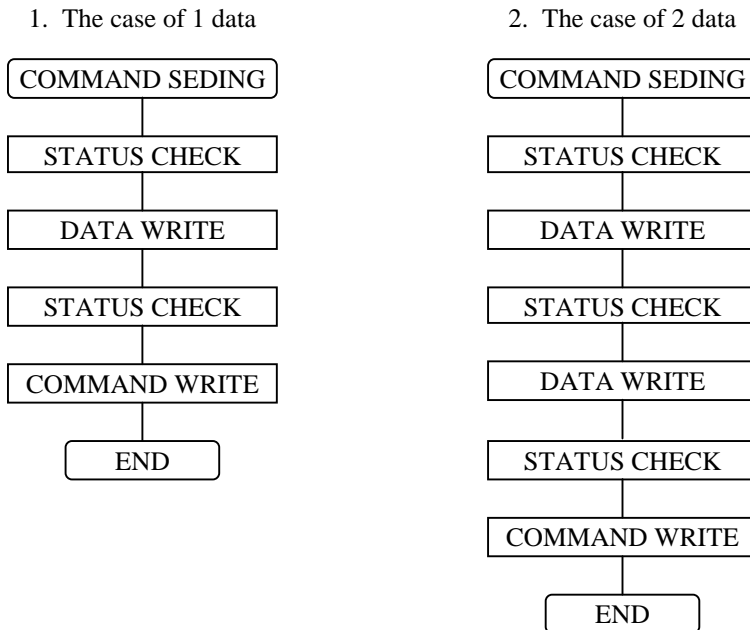 1. The case of 1 data
COMMAND SEDING
STATUS CHECK
DATA WRITE
STATUS CHECK
COMMAND WRITE
END
2. The case of 2 data
COMMAND SEDING
STATUS CHECK
DATA WRITE
STATUS CHECK
DATA WRITE
STATUS CHECK
COMMAND WRITE
END